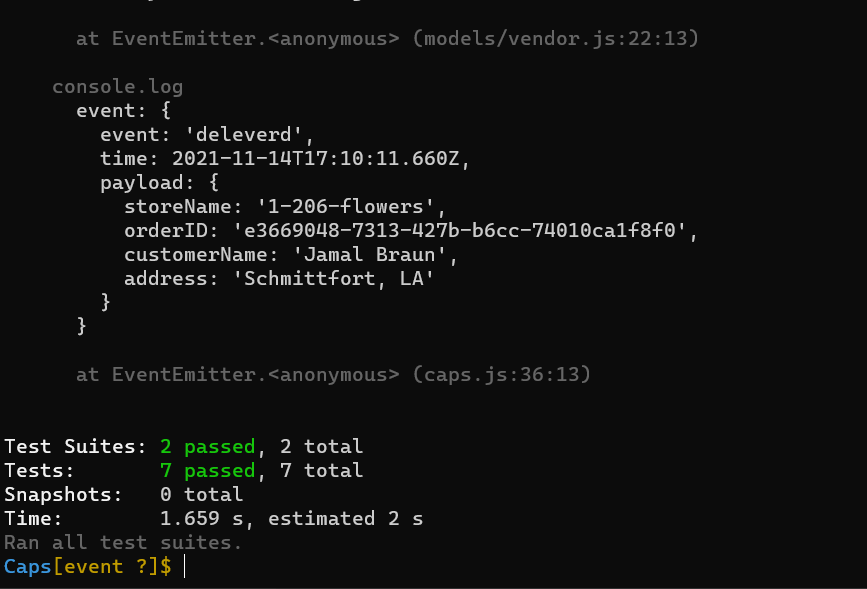 at EventEmitter.<anonymous> (models/vendor.js:22:13)
console.log
event: {
event: 'deleverd',
time: 2021-11-14T17:10:11.660Z,
payload: {
storeName: '1-206-flowers',
orderID: 'e3669048-7313-427b-b6cc-74010ca1f8f0',
customerName: 'Jamal Braun',
address: 'Schmittfort, LA'
}
}
at EventEmitter.<anonymous> (caps.js:36:13)
Test Suites: 2 passed, 2 total
Tests: 7 passed, 7 total
Snapshots: 0 total
Time: 1.659 s, estimated 2 s
Ran all test suites.
Caps[event ?]$